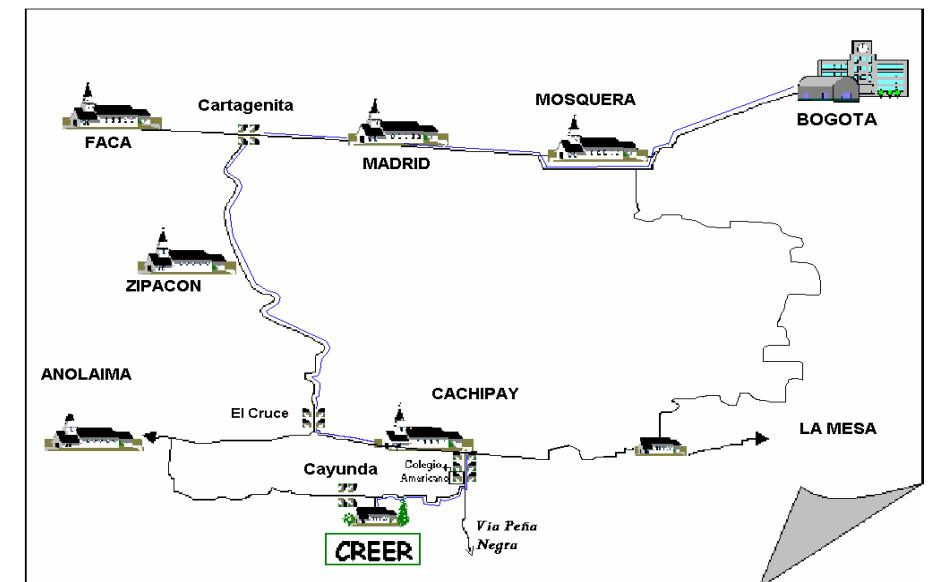 Cartagenita
MOSQUERA
BOGOTA
FACA
MADRID
ZIPACON
ANOLAIMA
CACHIPAY
El Cruce
LA MESA
Cayunda
Colegio
Americano
Via Peña
Negra
CREER